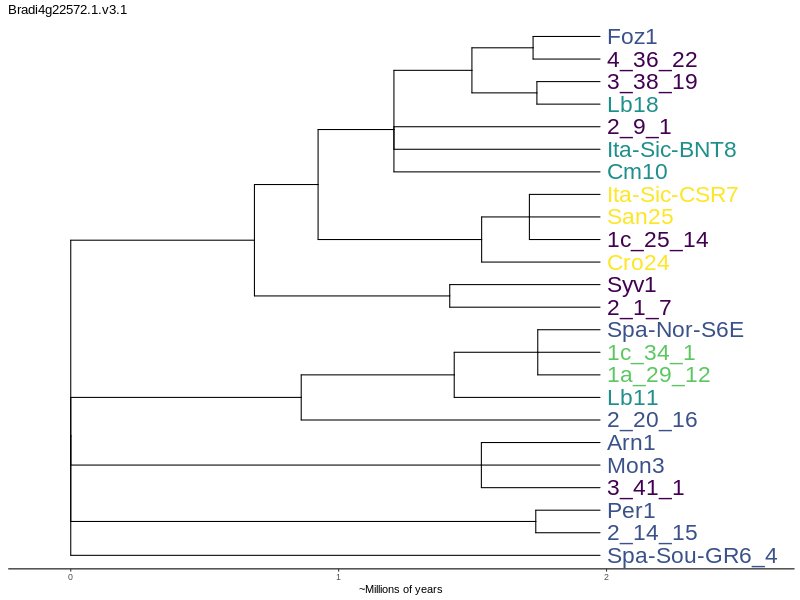 Bradi4g22572.1.v3.1
Foz1
4_36_22
3_38_19
Lb18
2_9_1
Ita-Sic-BNT8
Cm10
Ita-Sic-CSR7
San25
1c_25_14
Cro24
Syv1
2_1_7
Spa-Nor-S6E
1c_34_1
1a_29_12
Lb11
2_20_16
Arn1
Mon3
3_41_1
Per1
2_14_15
Spa-Sou-GR6_4
0 1 2
~Millions of years